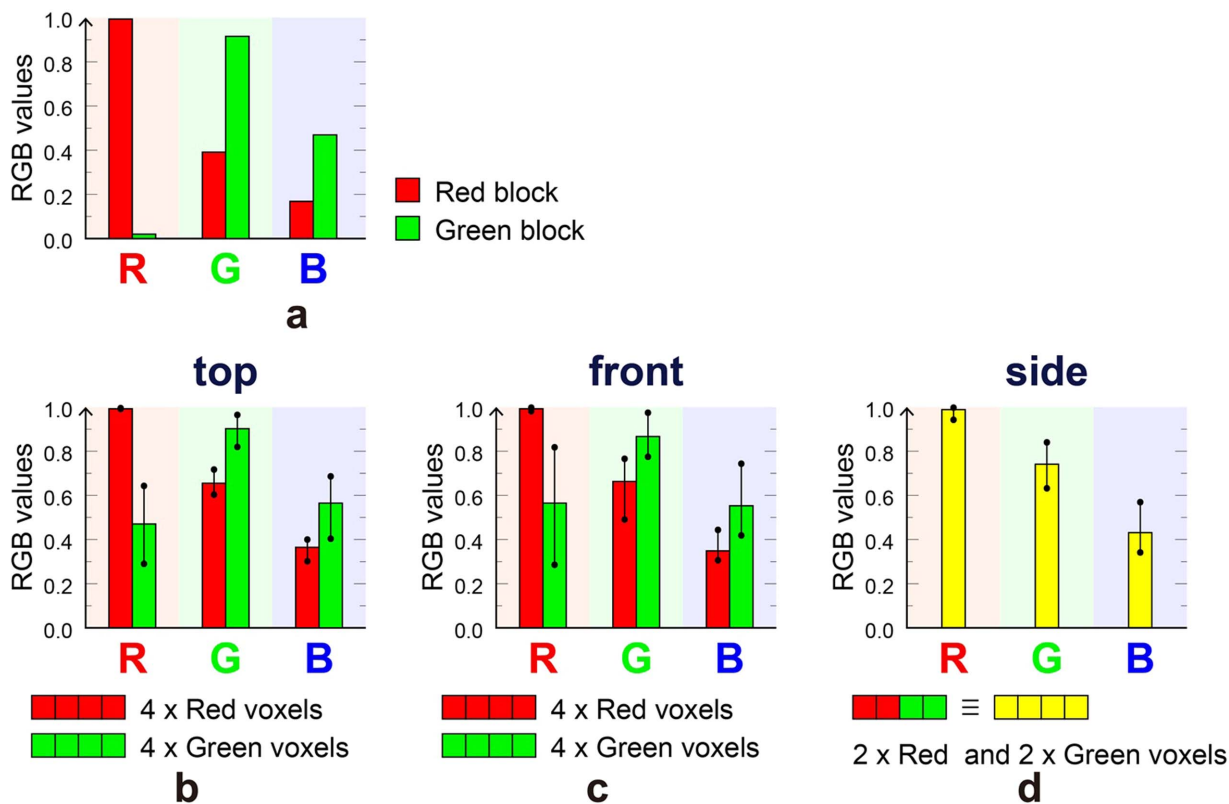 RGB values
1.0
0.8
0.6
0.4
0.2
0.0
R G B
Red block
Green block
a
top
RGB values
1.0
0.8
0.6
0.4
0.2
0.0
R G B
4 x Red voxels
4 x Green voxels
b
front
RGB values
1.0
0.8
0.6
0.4
0.2
0.0
R G B
4 x Red voxels
4 x Green voxels
c
side
RGB values
1.0
0.8
0.6
0.4
0.2
0.0
R G B
≡
2 x Red and 2 x Green voxels
d